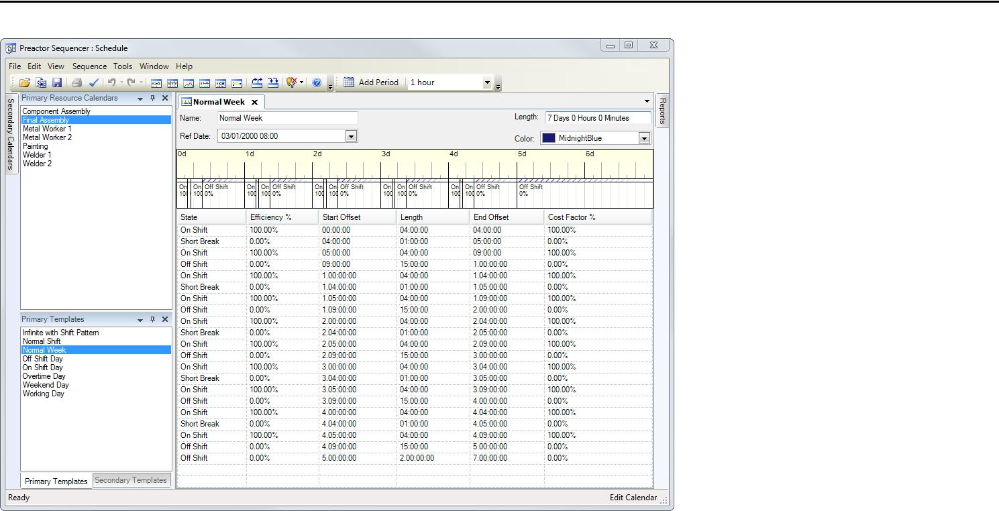 Preactor Sequencer : Schedule
File Edit View Sequence Tools Window Help
Add Period 1 hour
Secondary Calendars
Primary Resource Calendars
Component Assembly
Final Assembly
Metal Worker 1
Metal Worker 2
Painting
Welder 1
Welder 2
Primary Templates
Infinite with Shift Pattern
Normal Shift
Normal Week
Off Shift Day
On Shift Day
Overtime Day
Weekend Day
Working Day
Primary Templates Secondary Templates
Normal Week
Name: Normal Week Length: 7 Days 0 Hours 0 Minutes
Ref Date: 03/01/2000 08:00 Color: MidnightBlue
Reports
0d 1d 2d 3d 4d 5d 6d
On On Off Shift On On Off Shift On On Off Shift On On Off Shift On On Off Shift Off Shift
100 100 0% 100 100 0% 100 100 0% 100 100 0% 100 100 0% 0%
State Efficiency % Start Offset Length End Offset Cost Factor %
On Shift 100.00% 00:00:00 04:00:00 04:00:00 100.00%
Short Break 0.00% 04:00:00 01:00:00 05:00:00 0.00%
On Shift 100.00% 05:00:00 04:00:00 09:00:00 100.00%
Off Shift 0.00% 09:00:00 15:00:00 1.00:00:00 0.00%
On Shift 100.00% 1.00:00:00 04:00:00 1.04:00:00 100.00%
Short Break 0.00% 1.04:00:00 01:00:00 1.05:00:00 0.00%
On Shift 100.00% 1.05:00:00 04:00:00 1.09:00:00 100.00%
Off Shift 0.00% 1.09:00:00 15:00:00 2.00:00:00 0.00%
On Shift 100.00% 2.00:00:00 04:00:00 2.04:00:00 100.00%
Short Break 0.00% 2.04:00:00 01:00:00 2.05:00:00 0.00%
On Shift 100.00% 2.05:00:00 04:00:00 2.09:00:00 100.00%
Off Shift 0.00% 2.09:00:00 15:00:00 3.00:00:00 0.00%
On Shift 100.00% 3.00:00:00 04:00:00 3.04:00:00 100.00%
Short Break 0.00% 3.04:00:00 01:00:00 3.05:00:00 0.00%
On Shift 100.00% 3.05:00:00 04:00:00 3.09:00:00 100.00%
Off Shift 0.00% 3.09:00:00 15:00:00 4.00:00:00 0.00%
On Shift 100.00% 4.00:00:00 04:00:00 4.04:00:00 100.00%
Short Break 0.00% 4.04:00:00 01:00:00 4.05:00:00 0.00%
On Shift 100.00% 4.05:00:00 04:00:00 4.09:00:00 100.00%
Off Shift 0.00% 4.09:00:00 15:00:00 5.00:00:00 0.00%
Off Shift 0.00% 5.00:00:00 2.00:00:00 7.00:00:00 0.00%
Ready Edit Calendar